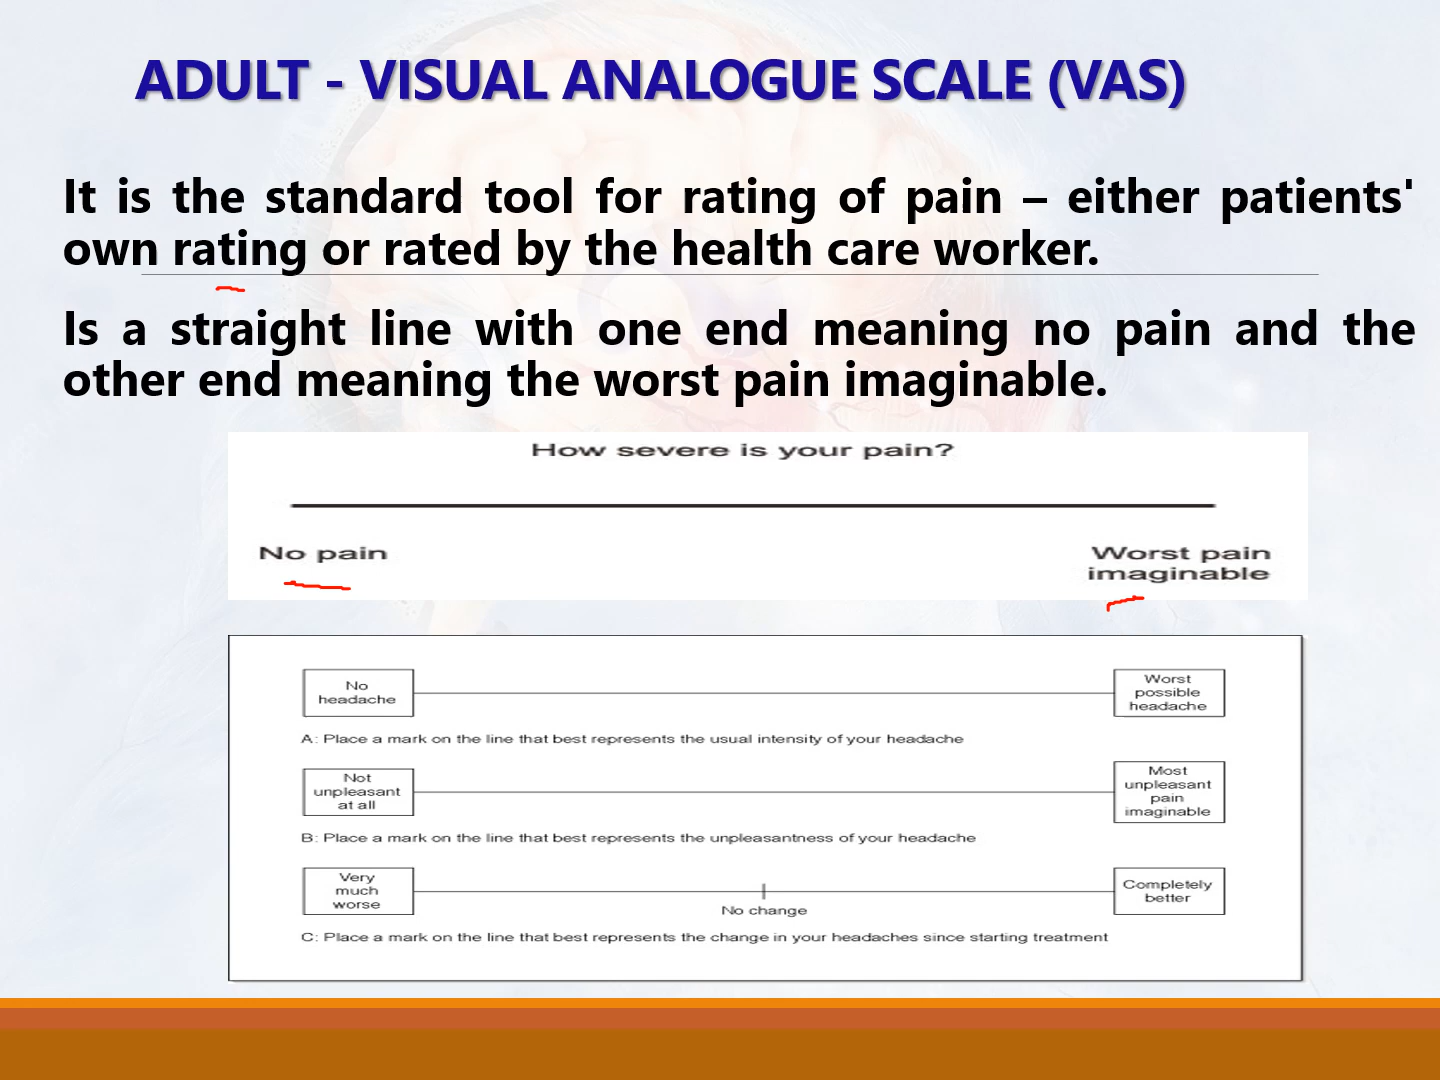 ADULT - VISUAL ANALOGUE SCALE (VAS)
It is the standard tool for rating of pain – either patients'
own rating or rated by the health care worker.
Is a straight line with one end meaning no pain and the
other end meaning the worst pain imaginable.
How severe is your pain?
No pain
Worst pain
imaginable
No
headache
Worst
possible
headache
A: Place a mark on the line that best represents the usual intensity of your headache
Not
unpleasant
at all
Most
unpleasant
pain
imaginable
B: Place a mark on the line that best represents the unpleasantness of your headache
Very
much
worse
No change
Completely
better
C: Place a mark on the line that best represents the change in your headaches since starting treatment